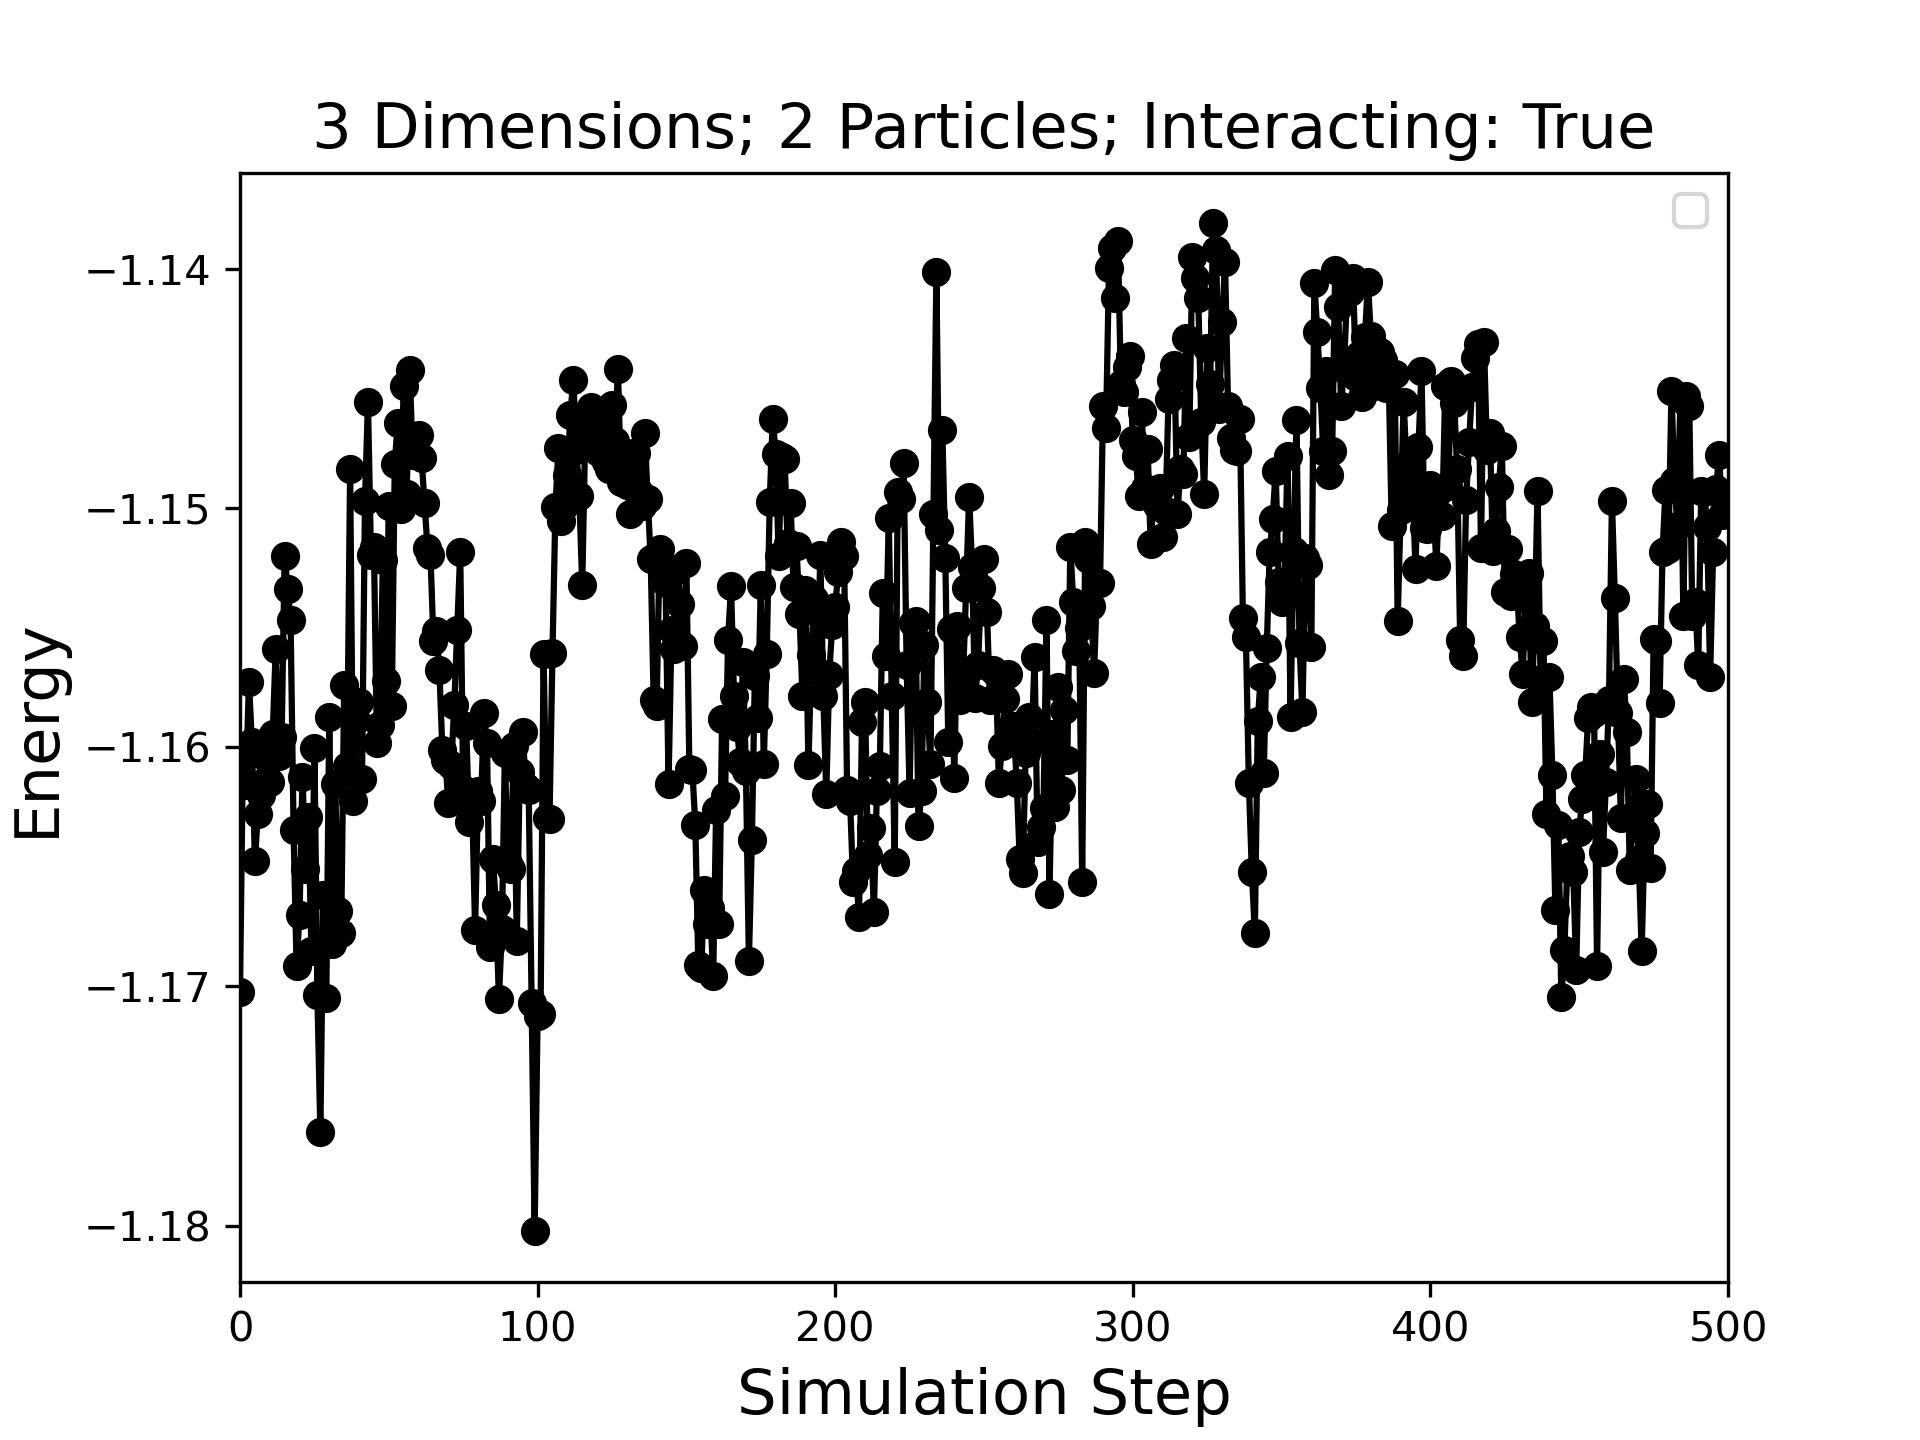 3 Dimensions; 2 Particles; Interacting: True
Energy
−1.14
−1.15
−1.16
−1.17
−1.18
0 100 200 300 400 500
Simulation Step